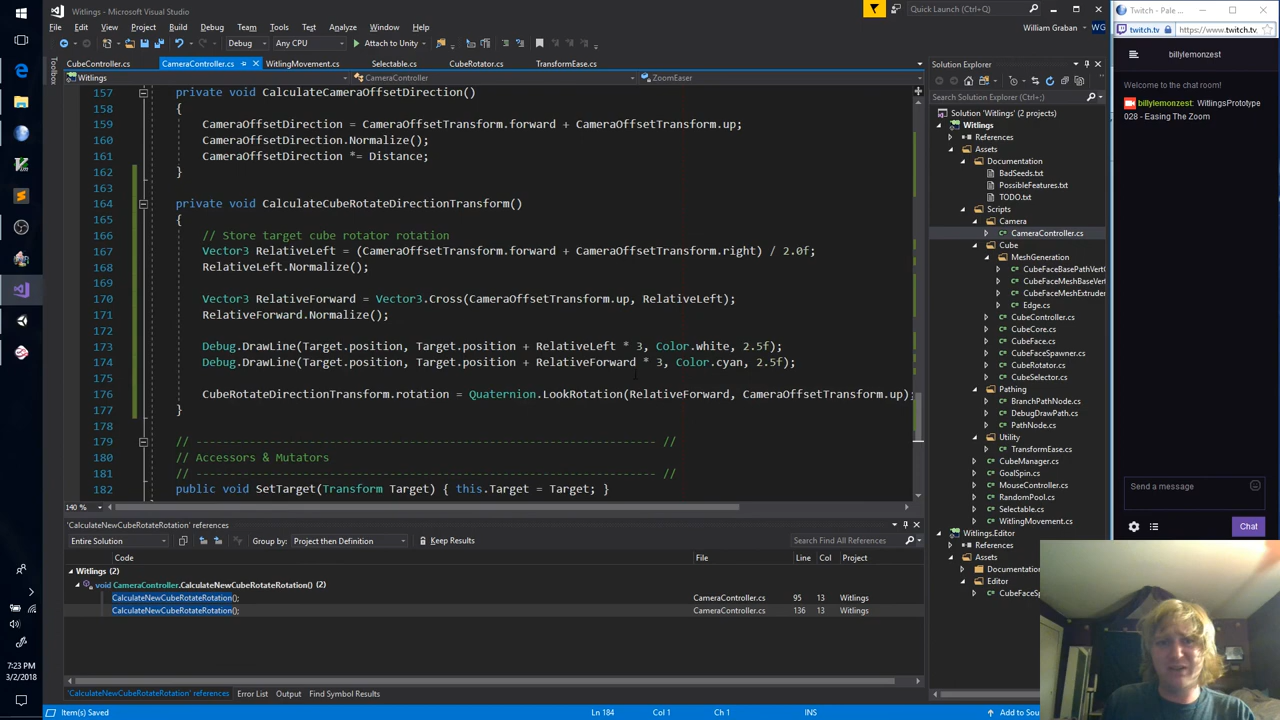 Witlings - Microsoft Visual Studio
Quick Launch (Ctrl+Q)
File Edit View Project Build Debug Team Tools Test Analyze Window Help
William Graban WG
Debug Any CPU Attach to Unity
CubeController.cs CameraController.cs WitlingMovement.cs Selectable.cs CubeRotator.cs TransformEase.cs
Witlings CameraController ZoomEaser
Toolbox
157 private void CalculateCameraOffsetDirection()
158 {
159 CameraOffsetDirection = CameraOffsetTransform.forward + CameraOffsetTransform.up;
160 CameraOffsetDirection.Normalize();
161 CameraOffsetDirection *= Distance;
162 }
163
164 private void CalculateCubeRotateDirectionTransform()
165 {
166 // Store target cube rotator rotation
167 Vector3 RelativeLeft = (CameraOffsetTransform.forward + CameraOffsetTransform.right) / 2.0f;
168 RelativeLeft.Normalize();
169
170 Vector3 RelativeForward = Vector3.Cross(CameraOffsetTransform.up, RelativeLeft);
171 RelativeForward.Normalize();
172
173 Debug.DrawLine(Target.position, Target.position + RelativeLeft * 3, Color.white, 2.5f);
174 Debug.DrawLine(Target.position, Target.position + RelativeForward * 3, Color.cyan, 2.5f);
175
176 CubeRotateDirectionTransform.rotation = Quaternion.LookRotation(RelativeForward, CameraOffsetTransform.up);
177 }
178
179 // ---------------------------------------------------------------------- //
180 // Accessors & Mutators
181 // ---------------------------------------------------------------------- //
182 public void SetTarget(Transform Target) { this.Target = Target; }
140 %
'CalculateNewCubeRotateRotation' references
Entire Solution Group by: Project then Definition Keep Results Search Find All References
Code File Line Col Project
Witlings (2)
void CameraController.CalculateNewCubeRotateRotation() (2)
CalculateNewCubeRotateRotation(); CameraController.cs 95 13 Witlings
CalculateNewCubeRotateRotation(); CameraController.cs 136 13 Witlings
'CalculateNewCubeRotateRotation' references Error List Output Find Symbol Results
Item(s) Saved Ln 184 Col 1 Ch 1 INS Add to Sou
7:23 PM
3/2/2018
Solution Explorer
Search Solution Explorer (Ctrl+;)
Solution 'Witlings' (2 projects)
Witlings
References
Assets
Documentation
BadSeeds.txt
PossibleFeatures.txt
TODO.txt
Scripts
Camera
CameraController.cs
Cube
MeshGeneration
CubeFaceBasePathVert
CubeFaceMeshBaseVert
CubeFaceMeshExtruder
Edge.cs
CubeController.cs
CubeCore.cs
CubeFace.cs
CubeFaceSpawner.cs
CubeRotator.cs
CubeSelector.cs
Pathing
BranchPathNode.cs
DebugDrawPath.cs
PathNode.cs
Utility
TransformEase.cs
CubeManager.cs
GoalSpin.cs
MouseController.cs
RandomPool.cs
Selectable.cs
WitlingMovement.cs
Witlings.Editor
References
Assets
Documentation
Editor
CubeFaceSp
Twitch - Pale ...
twitch.tv https://www.twitch.tv
billylemonzest
Welcome to the chat room!
billylemonzest: WitlingsPrototype
028 - Easing The Zoom
Send a message
Chat